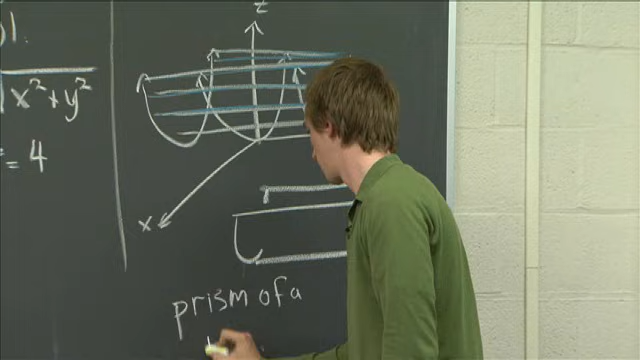 z
x² + y²
= 4
x
prism of a